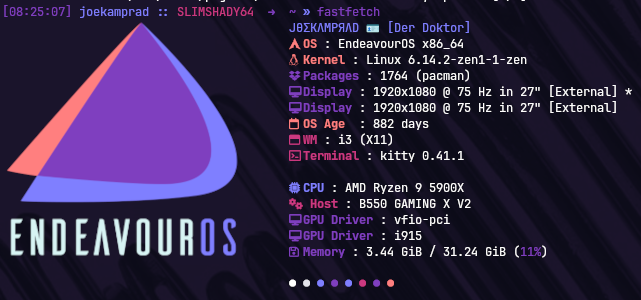 [08:25:07] joekamprad :: SLIMSHADY64 ➜ ~ » fastfetch
JΘΣKΛMPЯΛD 🪪 [Der Doktor]
OS : EndeavourOS x86_64
Kernel : Linux 6.14.2-zen1-1-zen
Packages : 1764 (pacman)
Display : 1920x1080 @ 75 Hz in 27" [External] *
Display : 1920x1080 @ 75 Hz in 27" [External]
OS Age : 882 days
WM : i3 (X11)
Terminal : kitty 0.41.1
CPU : AMD Ryzen 9 5900X
Host : B550 GAMING X V2
GPU Driver : vfio-pci
GPU Driver : i915
Memory : 3.44 GiB / 31.24 GiB (11%)
ENDEAVOUROS